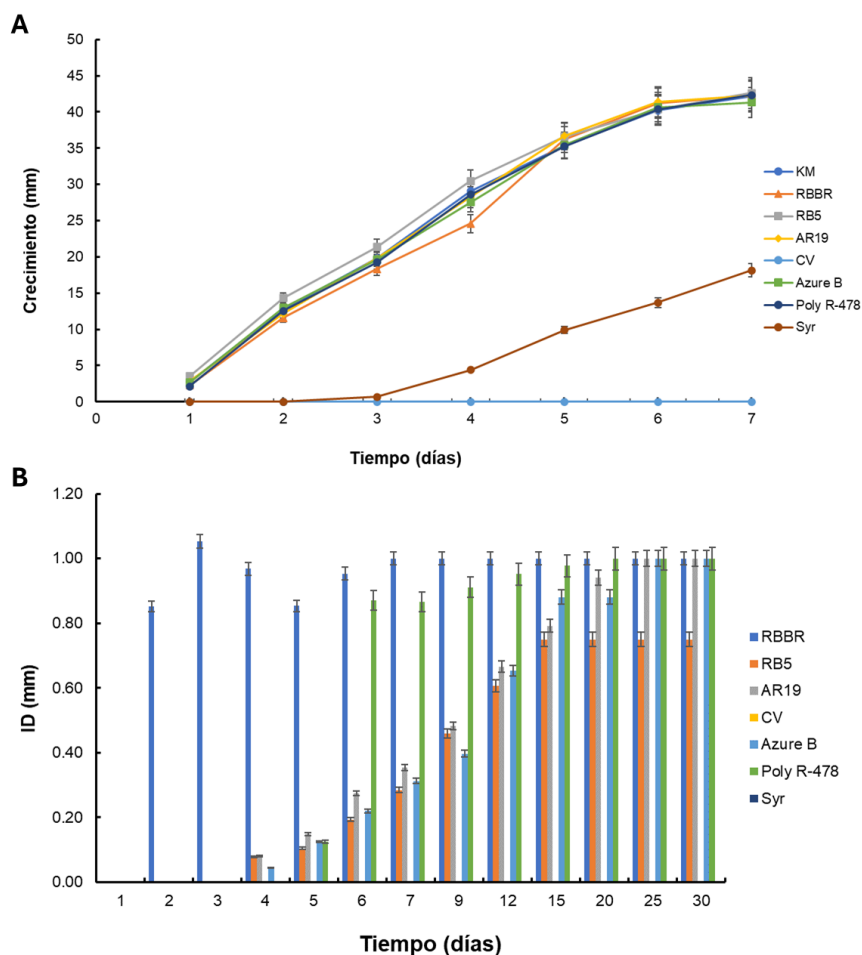 A
50
45
40
35
30
25
20
15
10
5
0
Crecimiento (mm)
0 1 2 3 4 5 6 7
Tiempo (días)
KM
RBBR
RB5
AR19
CV
Azure B
Poly R-478
Syr
B
1.20
1.00
0.80
0.60
0.40
0.20
0.00
ID (mm)
1 2 3 4 5 6 7 9 12 15 20 25 30
Tiempo (días)
RBBR
RB5
AR19
CV
Azure B
Poly R-478
Syr